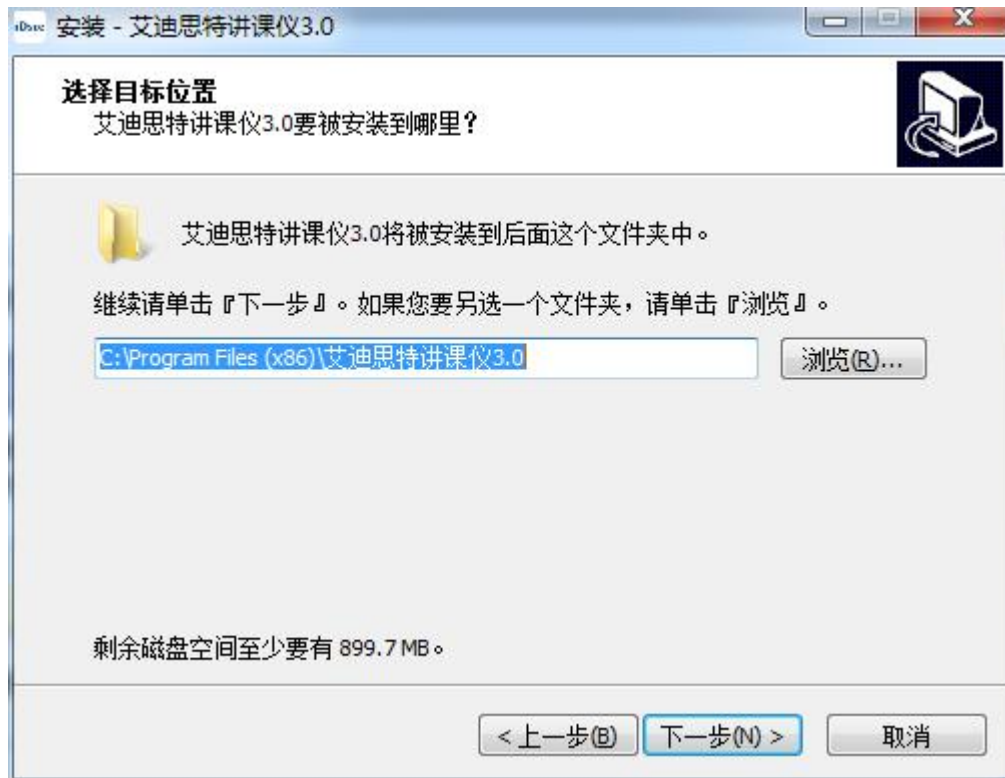 安装 - 艾迪思特讲课仪3.0
选择目标位置
艾迪思特讲课仪3.0要被安装到哪里?
艾迪思特讲课仪3.0将被安装到后面这个文件夹中。
继续请单击『下一步』。如果您要另选一个文件夹，请单击『浏览』。
C:\Program Files (x86)\艾迪思特讲课仪3.0
浏览(R)...
剩余磁盘空间至少要有 899.7 MB。
<上一步(B)
下一步(N) >
取消